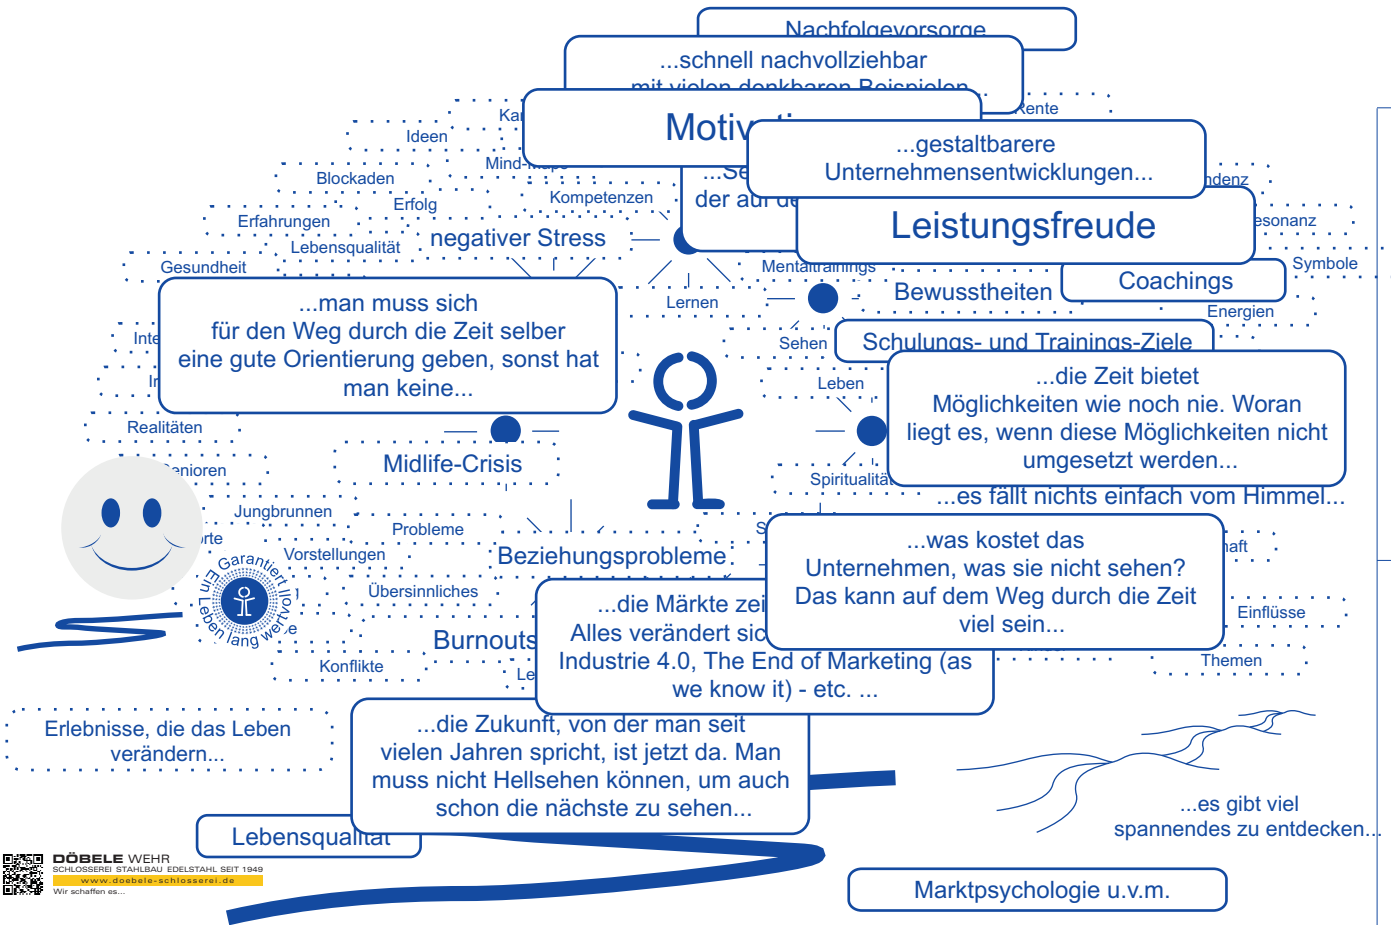 Nachfolgevorsorge
...schnell nachvollziehbar
mit vielen denkbaren Beispielen...
Rente
Ideen
...gestaltbarere
Unternehmensentwicklungen...
Blockaden
Kompetenzen
der auf
Erfolg
Erfahrungen
Leistungsfreude
negativer Stress
Lebensqualität
Gesundheit
Mentaltrainings
Symbole
Coachings
Bewusstheiten
Lernen
Energien
...man muss sich
für den Weg durch die Zeit selber
eine gute Orientierung geben, sonst hat
man keine...
Sehen
Schulungs- und Trainings-Ziele
Leben
...die Zeit bietet
Möglichkeiten wie noch nie. Woran
liegt es, wenn diese Möglichkeiten nicht
umgesetzt werden...
Realitäten
Midlife-Crisis
Spiritualität
...es fällt nichts einfach vom Himmel...
Jungbrunnen
Probleme
Vorstellungen
Beziehungsprobleme
...was kostet das
Unternehmen, was sie nicht sehen?
Das kann auf dem Weg durch die Zeit
viel sein...
Garantiert
Ein Leben lang wertvoll
Übersinnliches
...die Märkte
Alles verändert
Industrie 4.0, The End of Marketing (as
we know it) - etc. ...
Einflüsse
Burnouts
Konflikte
Themen
Erlebnisse, die das Leben
verändern...
...die Zukunft, von der man seit
vielen Jahren spricht, ist jetzt da. Man
muss nicht Hellsehen können, um auch
schon die nächste zu sehen...
...es gibt viel
spannendes zu entdecken...
Lebensqualität
DÖBELE WEHR
SCHLOSSEREI STAHLBAU EDELSTAHL SEIT 1949
www.doebele-schlosserei.de
Wir schaffen es...
Marktpsychologie u.v.m.